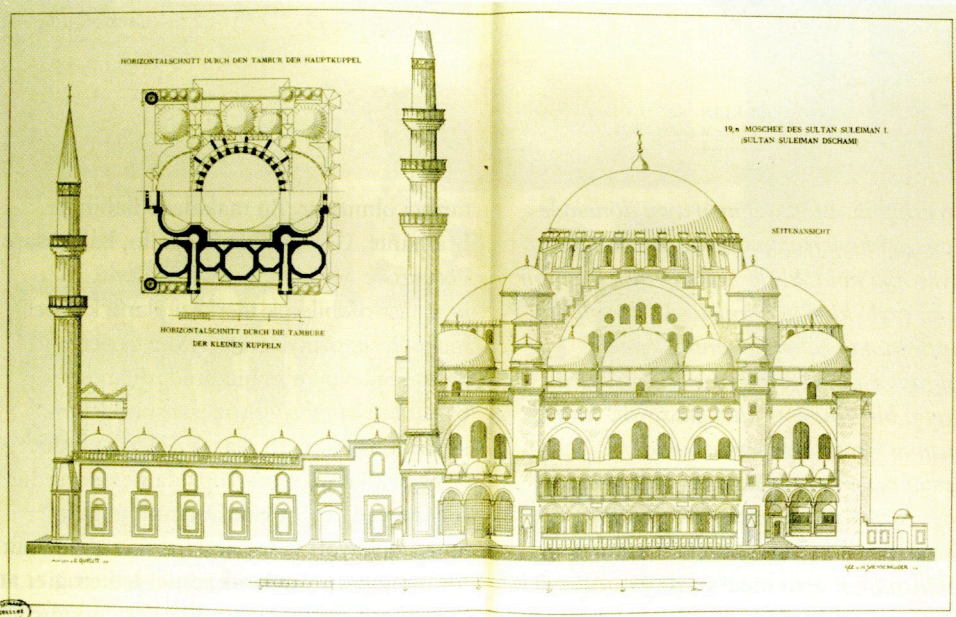 HORIZONTALSCHNITT DURCH DEN TAMBUR DER HAUPTKUPPEL
19, n MOSCHEE DES SULTAN SULEIMAN I.
(SULTAN SULEIMAN DSCHAMI)
SEITENANSICHT
HORIZONTALSCHNITT DURCH DIE TAMBURE
DER KLEINEN KUPPELN